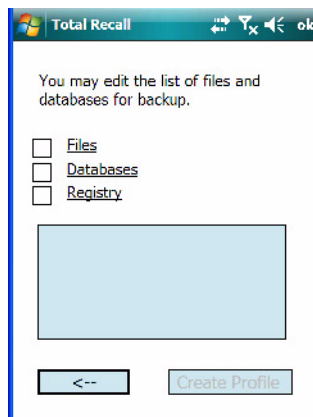 Total Recall ok
You may edit the list of files and
databases for backup.
Files
Databases
Registry
<-- Create Profile